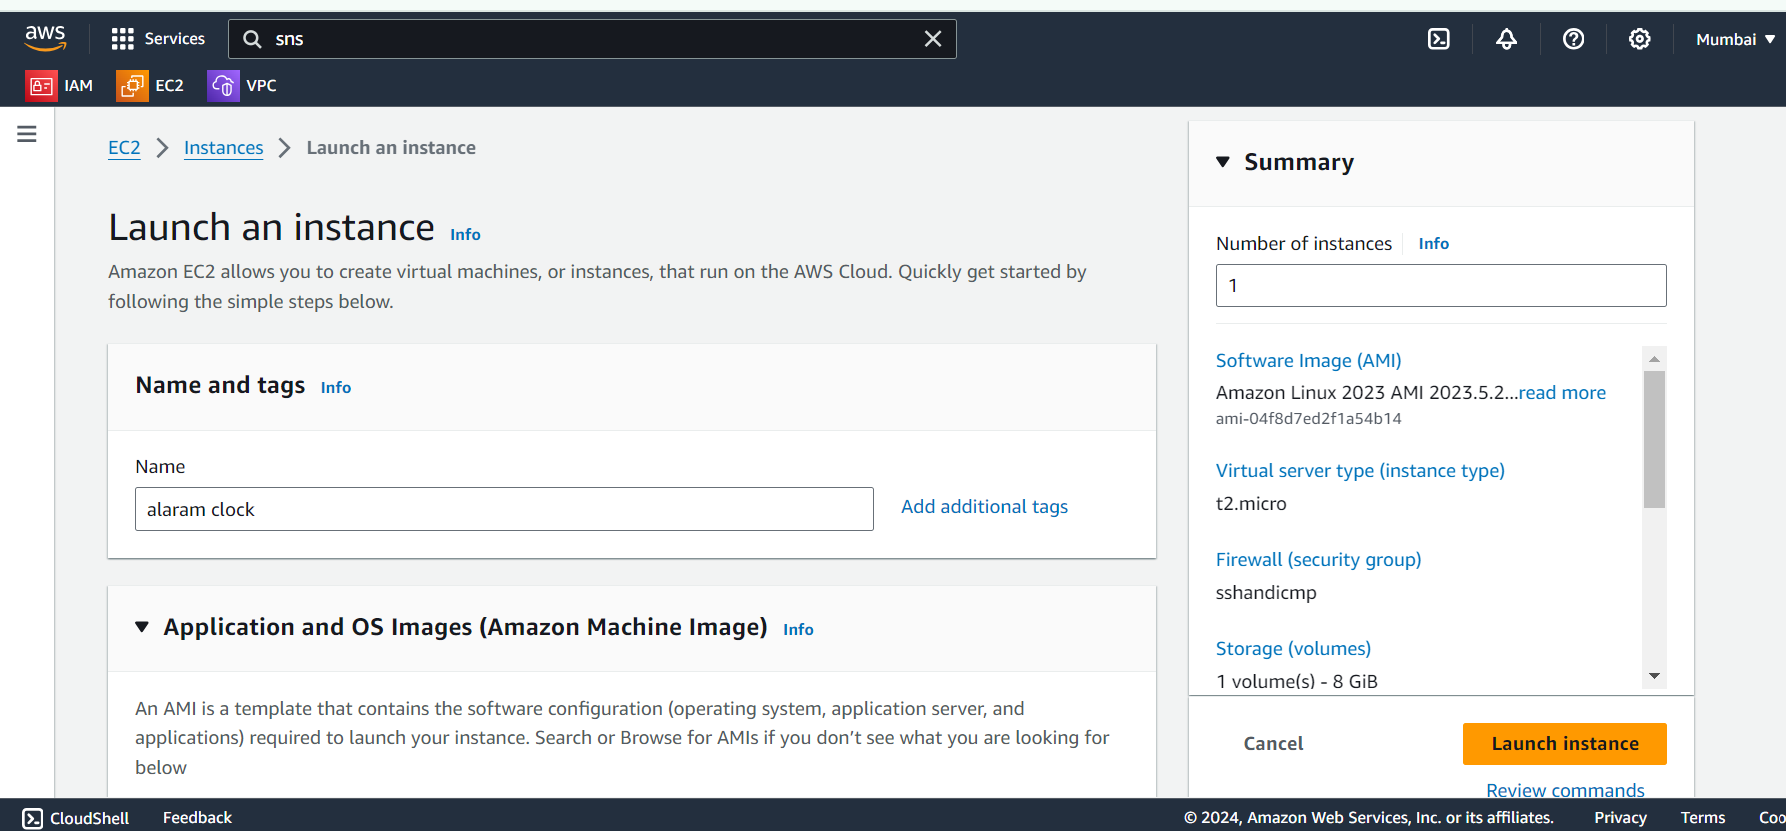 aws
Services
sns
Mumbai
IAM
EC2
VPC
EC2 Instances Launch an instance
Launch an instance Info
Amazon EC2 allows you to create virtual machines, or instances, that run on the AWS Cloud. Quickly get started by
following the simple steps below.
Name and tags Info
Name
alaram clock
Add additional tags
Application and OS Images (Amazon Machine Image) Info
An AMI is a template that contains the software configuration (operating system, application server, and
applications) required to launch your instance. Search or Browse for AMIs if you don’t see what you are looking for
below
Summary
Number of instances Info
1
Software Image (AMI)
Amazon Linux 2023 AMI 2023.5.2...read more
ami-04f8d7ed2f1a54b14
Virtual server type (instance type)
t2.micro
Firewall (security group)
sshandicmp
Storage (volumes)
1 volume(s) - 8 GiB
Cancel
Launch instance
Review commands
CloudShell Feedback
© 2024, Amazon Web Services, Inc. or its affiliates. Privacy Terms Coo